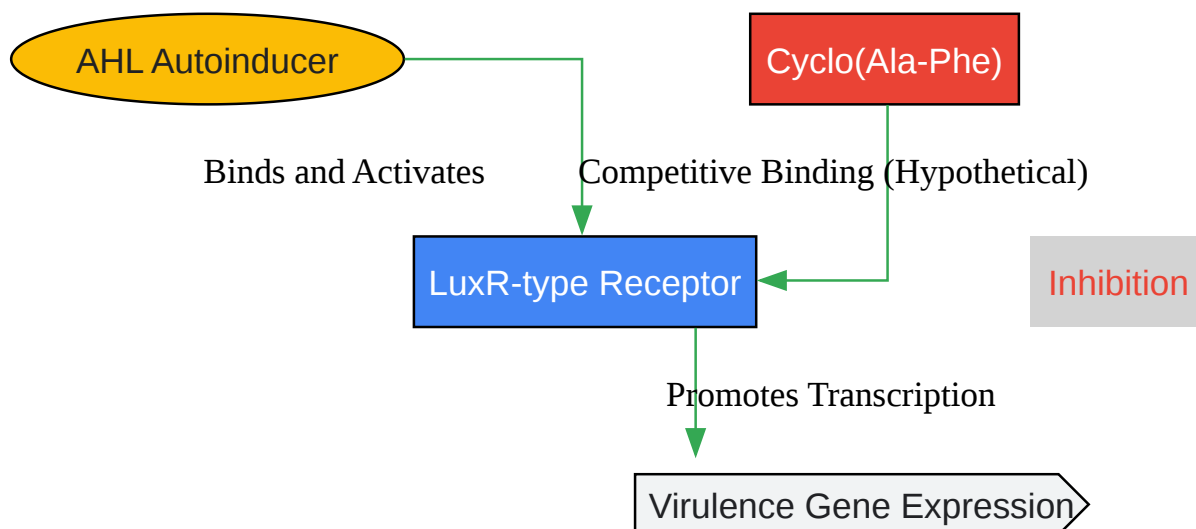 AHL Autoinducer
Cyclo(Ala-Phe)
Binds and Activates
Competitive Binding (Hypothetical)
LuxR-type Receptor
Inhibition
Promotes Transcription
Virulence Gene Expression